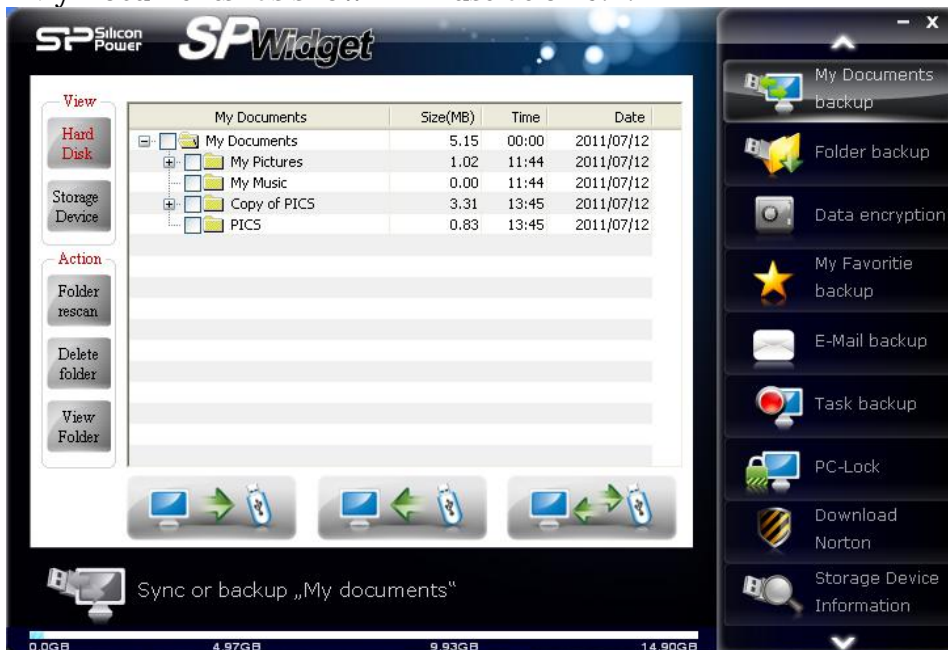 SP Silicon Power SPWidget
- x
View
Hard
Disk
Storage
Device
Action
Folder
rescan
Delete
folder
View
Folder
My Documents Size(MB) Time Date
My Documents 5.15 00:00 2011/07/12
My Pictures 1.02 11:44 2011/07/12
My Music 0.00 11:44 2011/07/12
Copy of PICS 3.31 13:45 2011/07/12
PICS 0.83 13:45 2011/07/12
Sync or backup „My documents“
0.0GB 4.97GB 9.93GB 14.90GB
My Documents
backup
Folder backup
Data encryption
My Favoritie
backup
E-Mail backup
Task backup
PC-Lock
Download
Norton
Storage Device
Information